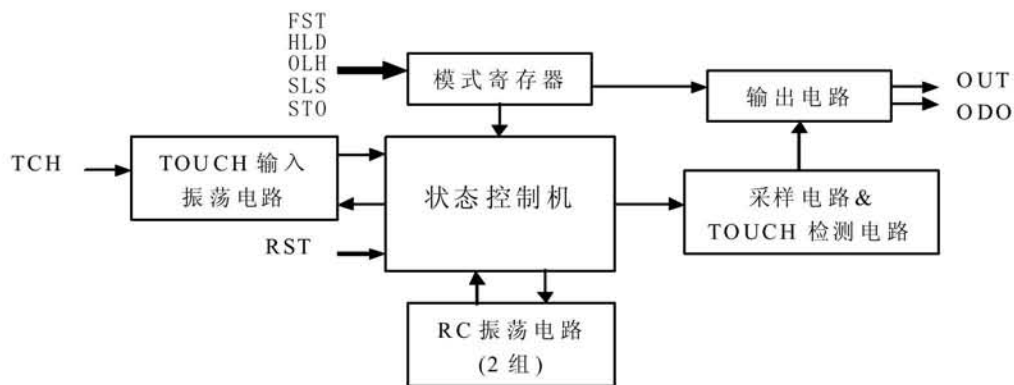 FST
HLD
OLH
SLS
STO
模式寄存器
输出电路
OUT
ODO
TCH
TOUCH 输入
振荡电路
状态控制机
采样电路&
TOUCH 检测电路
RST
RC 振荡电路
(2 组)